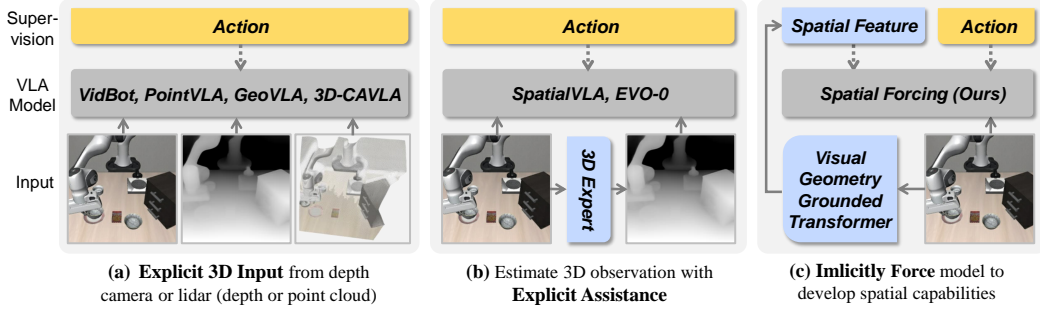 Super-
vision
VLA
Model
Input
Action
VidBot, PointVLA, GeoVLA, 3D-CAVLA
(a) Explicit 3D Input from depth
camera or lidar (depth or point cloud)
Action
SpatialVLA, EVO-0
3D Expert
(b) Estimate 3D observation with
Explicit Assistance
Spatial Feature
Action
Spatial Forcing (Ours)
Visual
Geometry
Grounded
Transformer
(c) Imlicitly Force model to
develop spatial capabilities